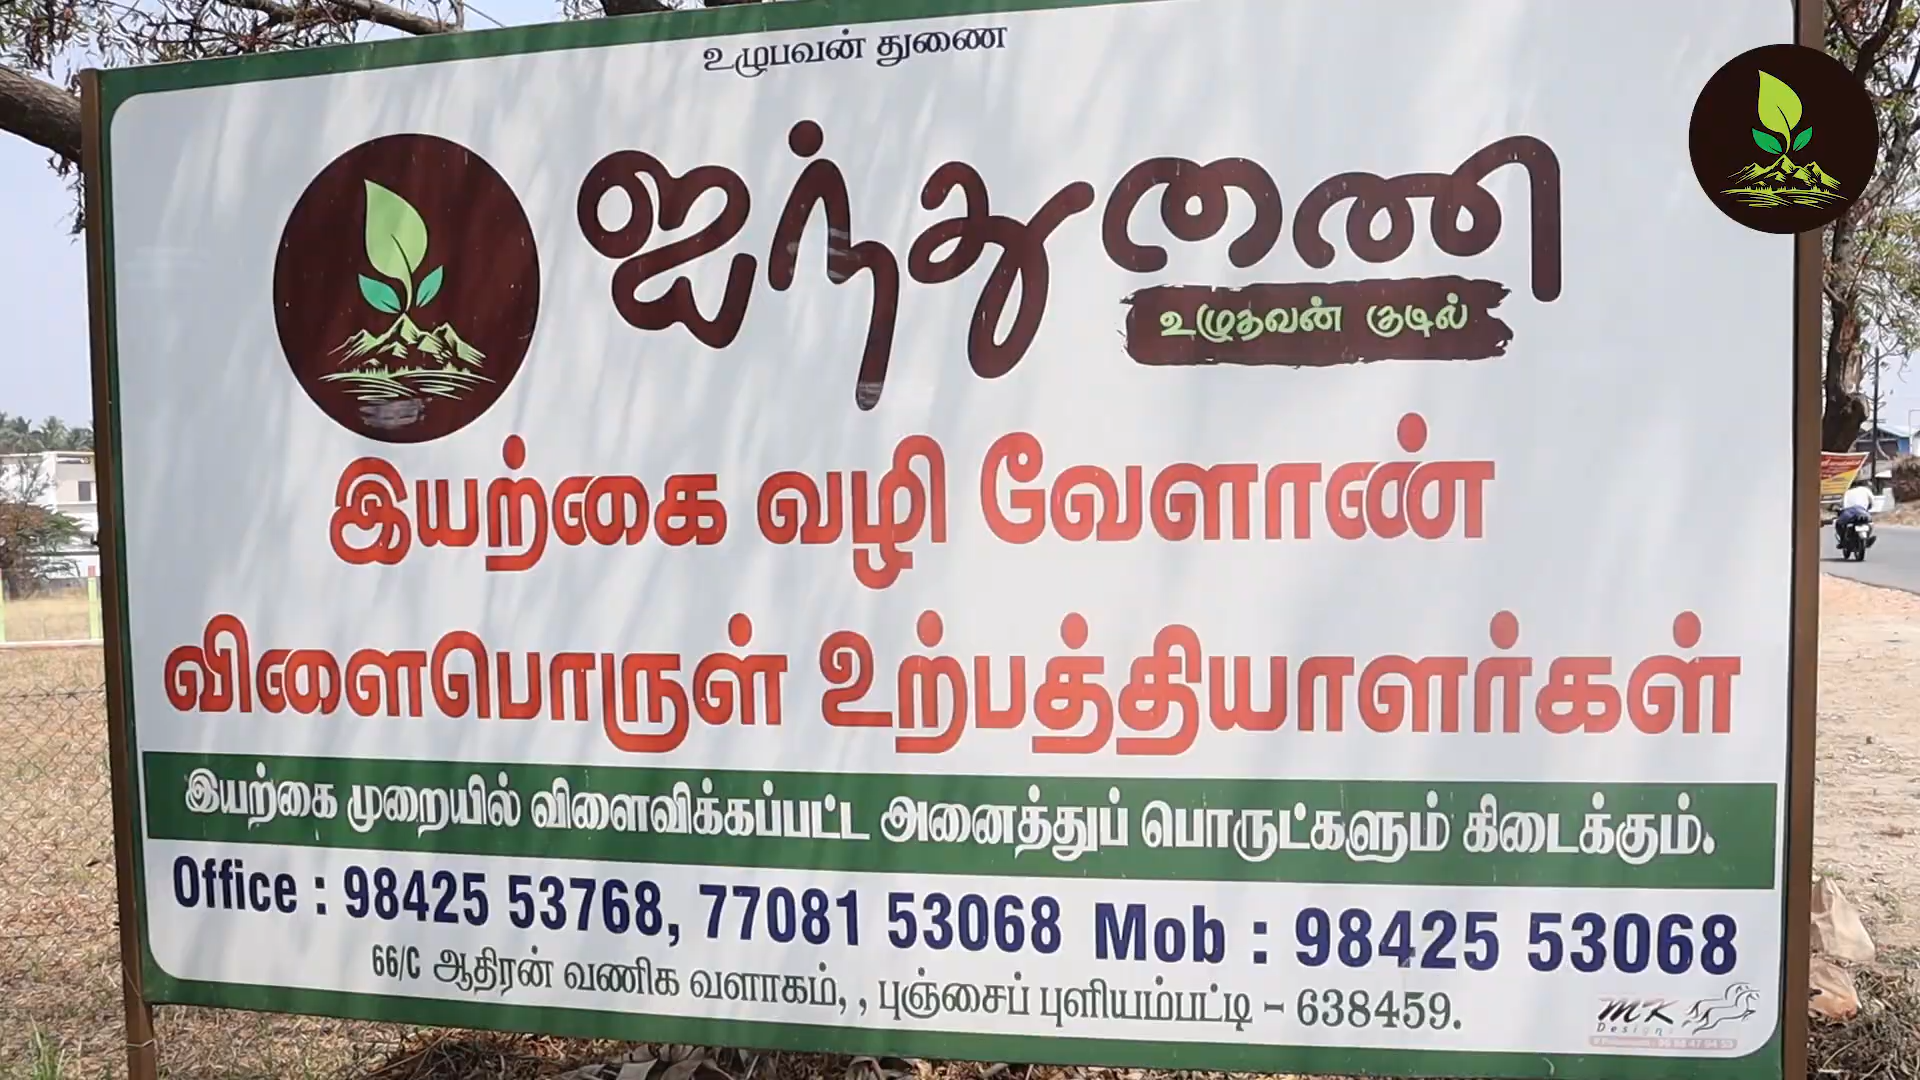 உழுபவன் துணை
ஐந்துணி
உழுதவன் குடில்
இயற்கை வழி வேளாண்
விளைபொருள் உற்பத்தியாளர்கள்
இயற்கை முறையில் விளைவிக்கப்பட்ட அனைத்துப் பொருட்களும் கிடைக்கும்.
Office : 98425 53768, 77081 53068 Mob : 98425 53068
66/C ஆதிரன் வணிக வளாகம், , புஞ்சைப் புளியம்பட்டி - 638459.
MK
Designs